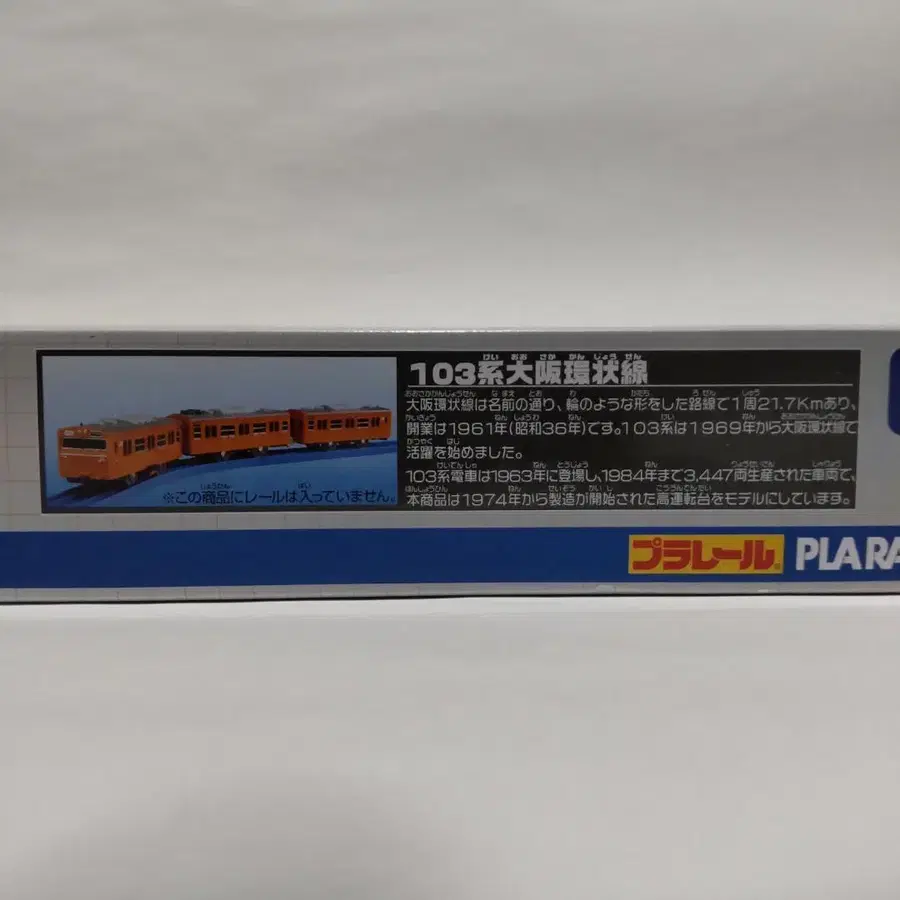 103系大阪環状線
大阪環状線は名前の通り、輪のような形をした路線で1周21.7Kmあり、
開業は1961年(昭和36年)です。103系は1969年から大阪環状線で
活躍を始めました。
103系電車は1963年に登場し、1984年まで3,447両生産された車両で、
本商品は1974年から製造が開始された高運転台をモデルにしています。
※この商品にレールは入っていません。
プラレール PLARA